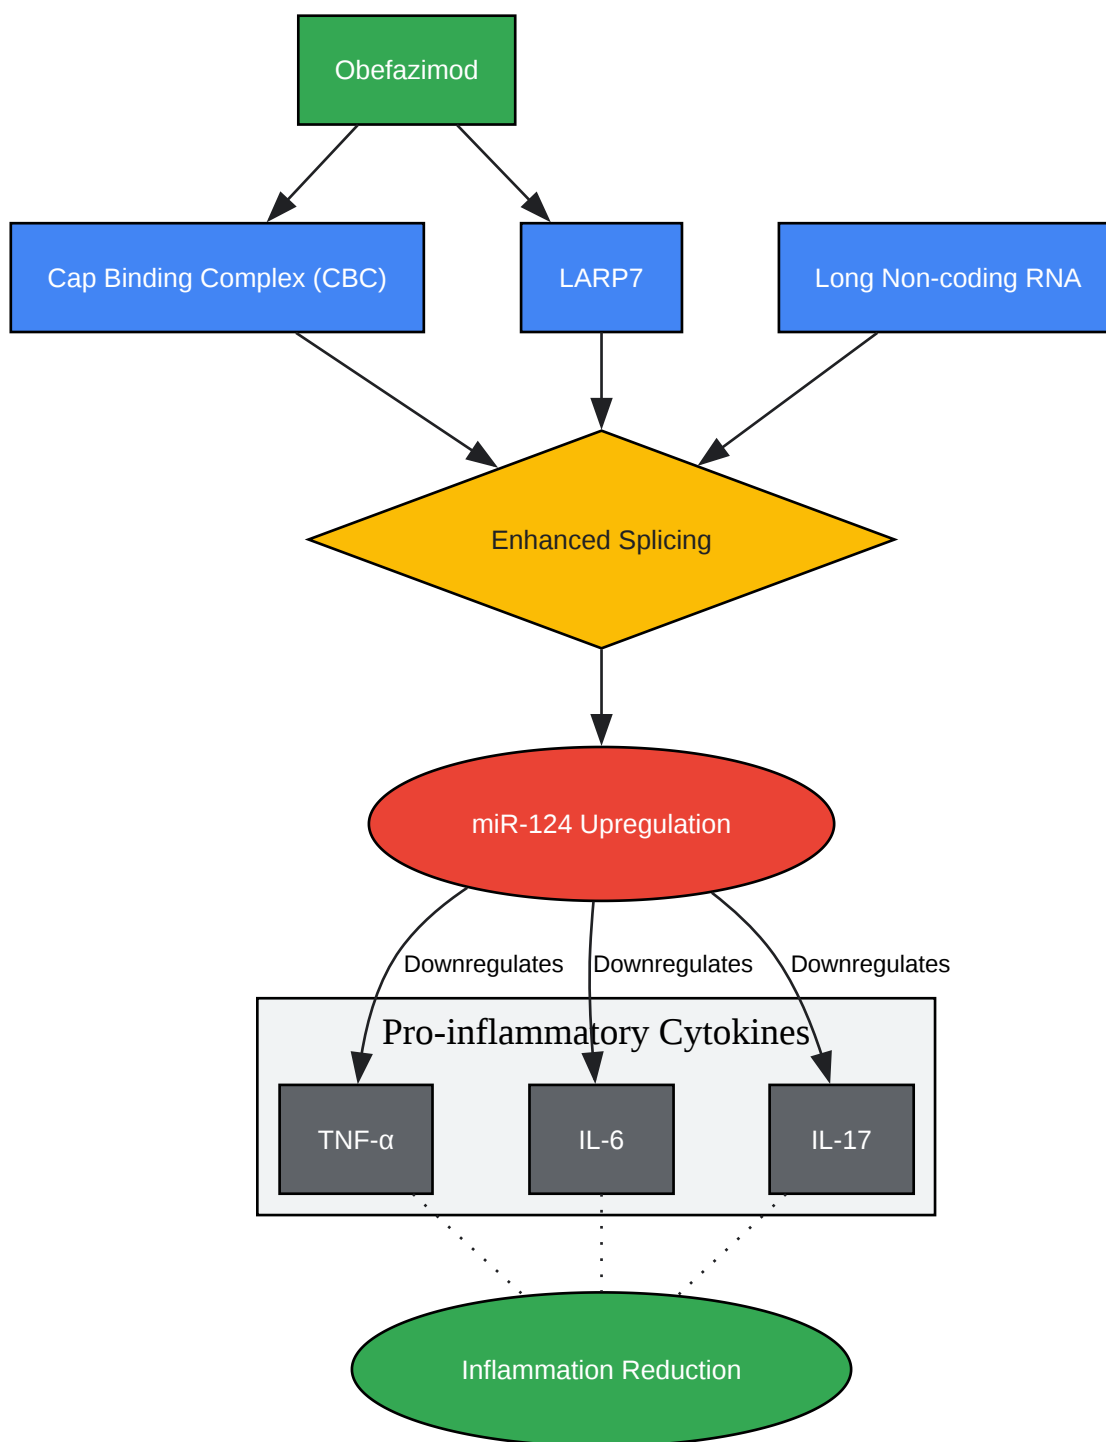 Obefazimod
Cap Binding Complex (CBC)
LARP7
Long Non-coding RNA
Enhanced Splicing
miR-124 Upregulation
Downregulates
Downregulates
Downregulates
Pro-inflammatory Cytokines
TNF-α
IL-6
IL-17
Inflammation Reduction